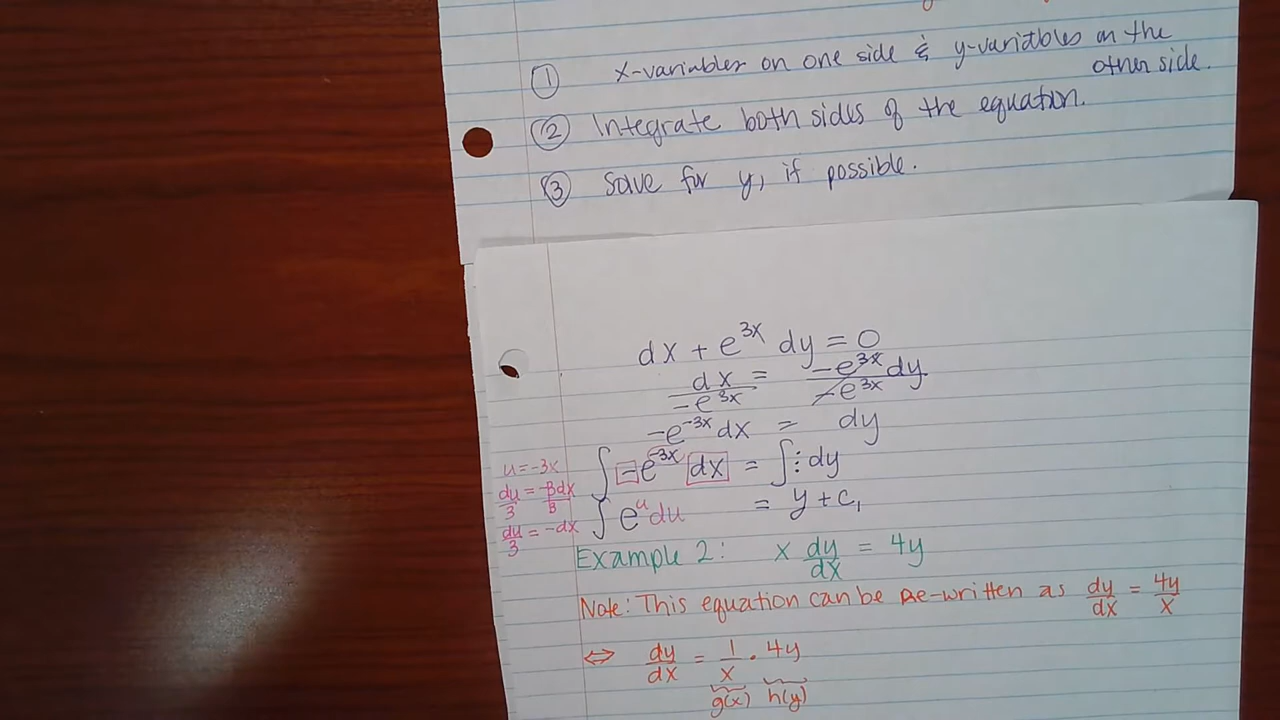 ① x-variables on one side & y-variables on the other side.
② Integrate both sides of the equation.
③ Solve for y, if possible.
dx + e^{3x} dy = 0
dx / -e^{3x} = -e^{3x} dy / -e^{3x}
-e^{-3x} dx = dy
∫ -e^{-3x} dx = ∫ : dy
∫ e^u du = y + c₁
u = -3x
du/3 = -3dx/3
du/3 = -dx
Example 2: x dy/dx = 4y
Note: This equation can be Re-written as dy/dx = 4y/x
⇔ dy/dx = 1/x · 4y
g(x) h(y)